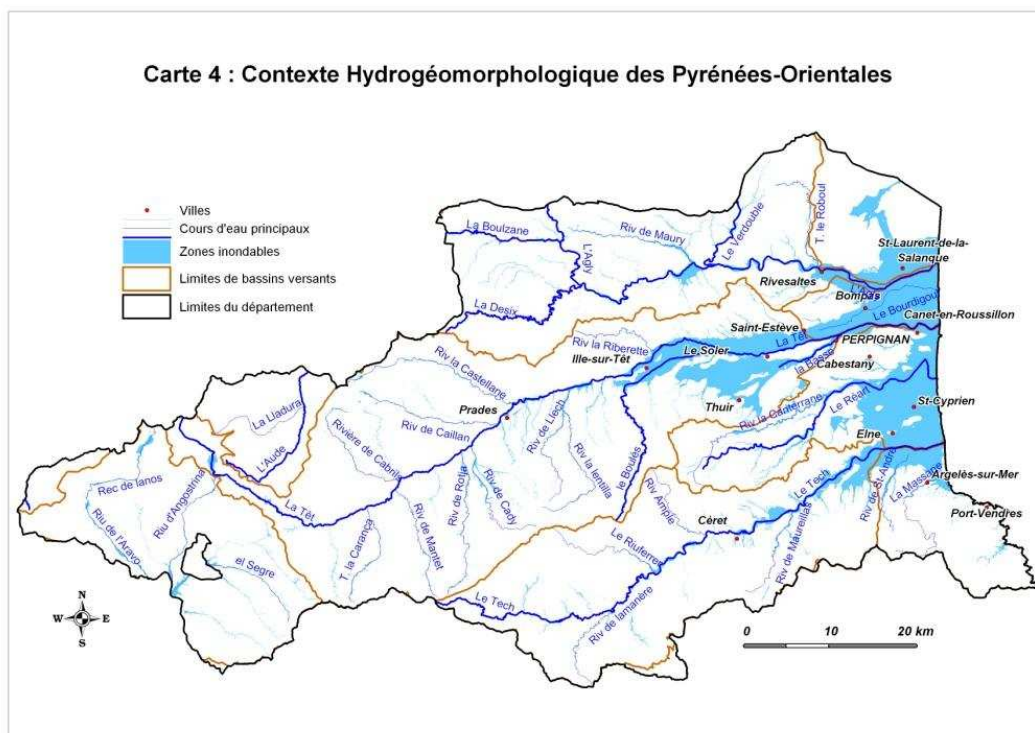 Carte 4 : Contexte Hydrogéomorphologique des Pyrénées-Orientales
Villes
Cours d'eau principaux
Zones inondables
Limites de bassins versants
Limites du département
La Boulzane
L'Agly
Riv de Maury
Le Verdouble
T. le Roboul
St-Laurent-de-la-
Salanque
Rivesaltes
L'Agly
Bompas
Le Bourdigou
La Desix
Canet-en-Roussillon
Saint-Estève
La Têt
PERPIGNAN
Riv la Riberette
Ille-sur-Têt
Le Soler
la Basse
Cabestany
Riv la Castellane
La Lladura
Prades
Thuir
Riv la Canterrane
Le Réart
St-Cyprien
Riv de Caillan
Rivière de Cabrils
Riv de Llech
Riv la lentilla
le Boulès
Elne
L'Aude
Rec de lanos
Riu d'Angostrina
Riu de l'Aravo
La Têt
Riv de Rotja
Riv de Cady
Riv Ample
Le Tech
Riv de St-André
La Massane
Argelès-sur-Mer
Port-Vendres
T. la Carança
Riv de Mantet
Le Riuferrer
Céret
Riv de Maureillas
el Segre
Le Tech
Riv de lamanère
N
W E
S
0 10 20 km